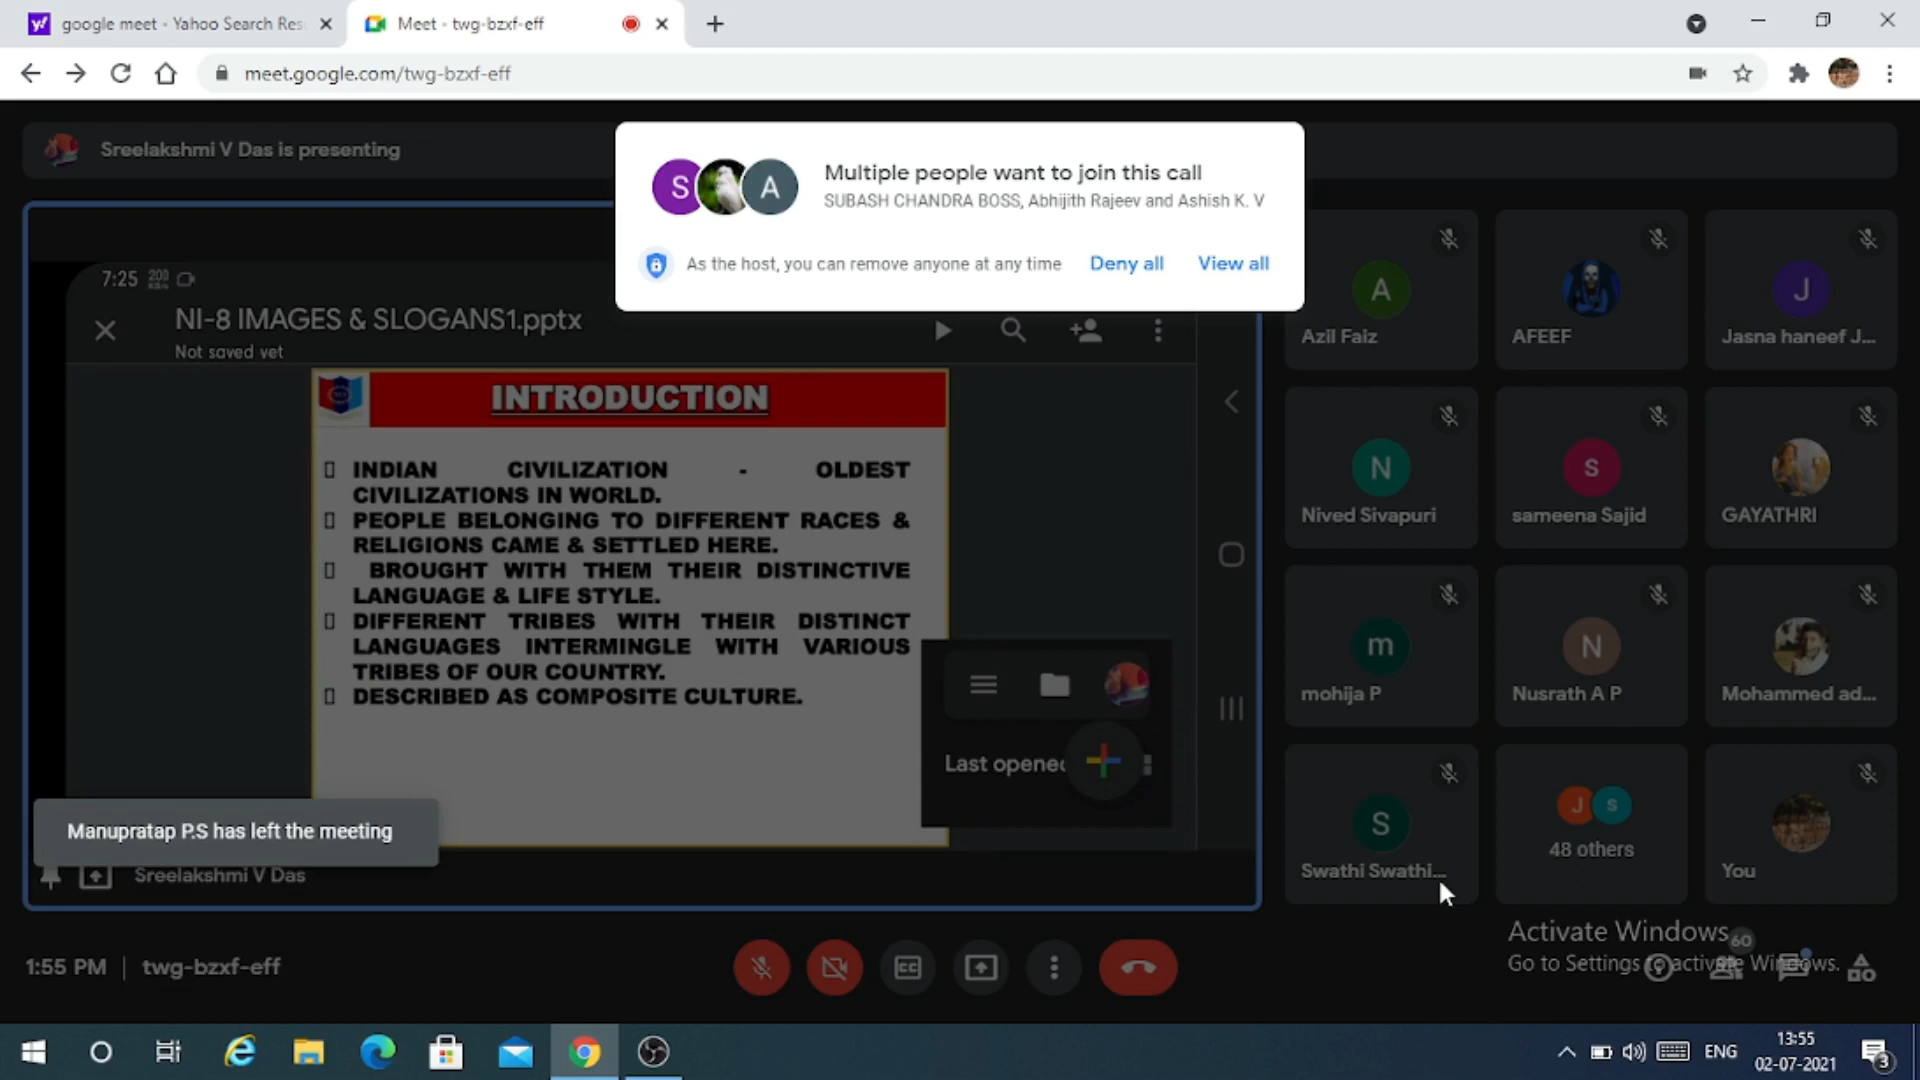 google meet - Yahoo Search Res
Meet - twg-bzxf-eff
meet.google.com/twg-bzxf-eff
Sreelakshmi V Das is presenting
S
A
Multiple people want to join this call
SUBASH CHANDRA BOSS, Abhijith Rajeev and Ashish K. V
As the host, you can remove anyone at any time
Deny all
View all
7:25
200
KB/s
NI-8 IMAGES & SLOGANS1.pptx
Not saved yet
INTRODUCTION
INDIAN CIVILIZATION - OLDEST
CIVILIZATIONS IN WORLD.
PEOPLE BELONGING TO DIFFERENT RACES &
RELIGIONS CAME & SETTLED HERE.
BROUGHT WITH THEM THEIR DISTINCTIVE
LANGUAGE & LIFE STYLE.
DIFFERENT TRIBES WITH THEIR DISTINCT
LANGUAGES INTERMINGLE WITH VARIOUS
TRIBES OF OUR COUNTRY.
DESCRIBED AS COMPOSITE CULTURE.
Last opened
Manupratap P.S has left the meeting
Sreelakshmi V Das
A
Azil Faiz
AFEEF
J
Jasna haneef J...
N
Nived Sivapuri
s
sameena Sajid
GAYATHRI
m
mohija P
N
Nusrath A P
Mohammed ad...
S
Swathi Swathi...
J
s
48 others
You
1:55 PM | twg-bzxf-eff
CC
Activate Windows
Go to Settings to activate Windows.
60
ENG
13:55
02-07-2021
3